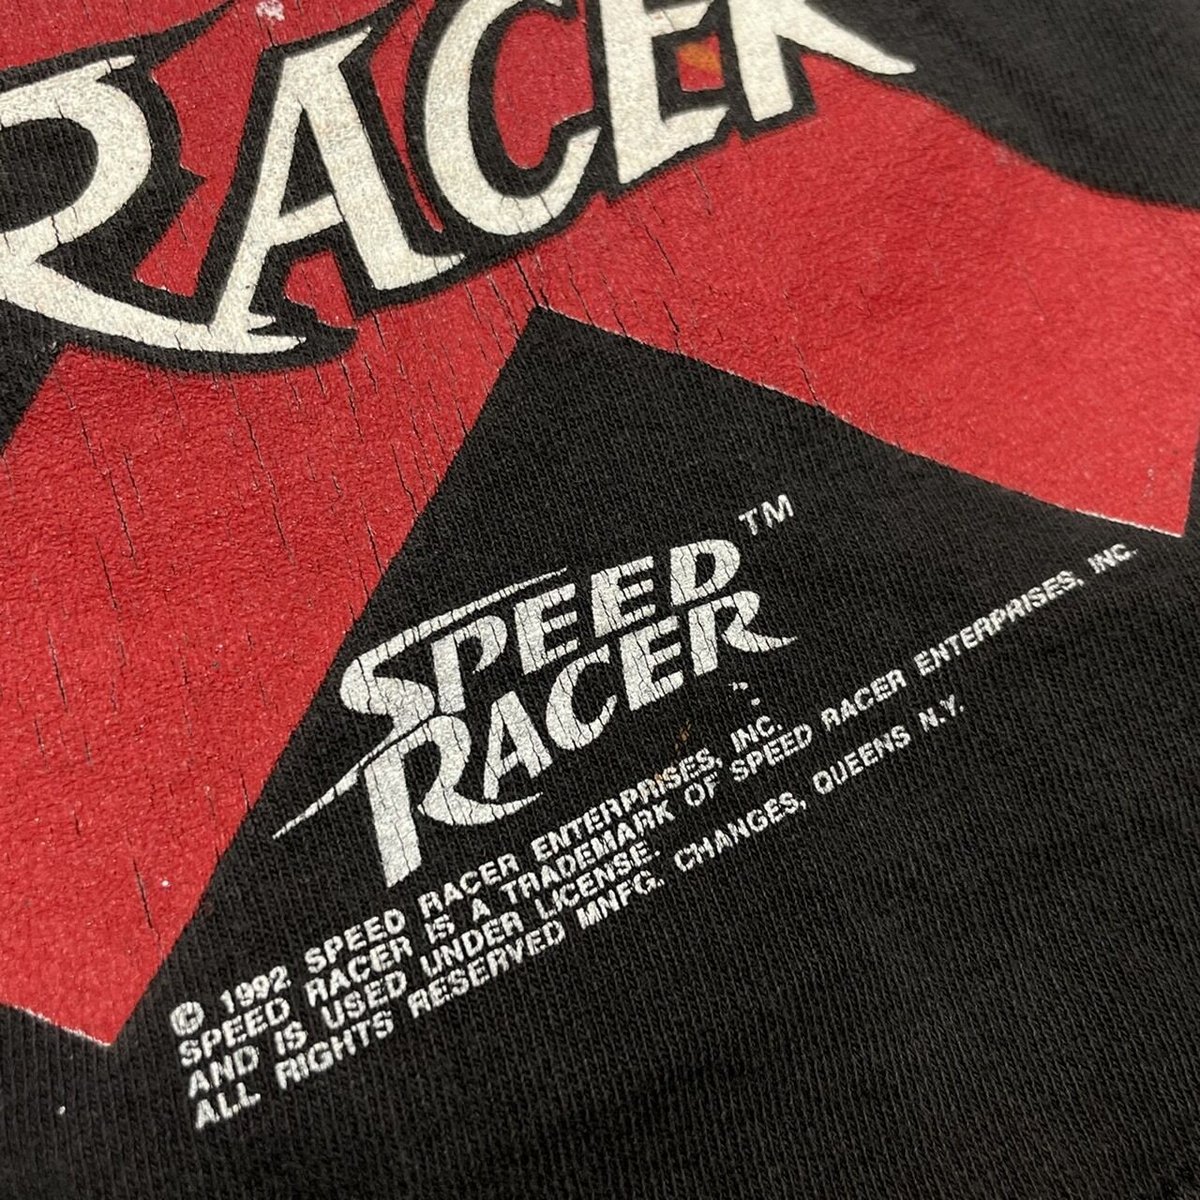 RACER
SPEED TM
RACER
© 1992 SPEED RACER ENTERPRISES, INC.
SPEED RACER IS A TRADEMARK OF SPEED RACER ENTERPRISES, INC.
AND IS USED UNDER LICENSE.
ALL RIGHTS RESERVED MNFG. CHANGES, QUEENS N.Y.